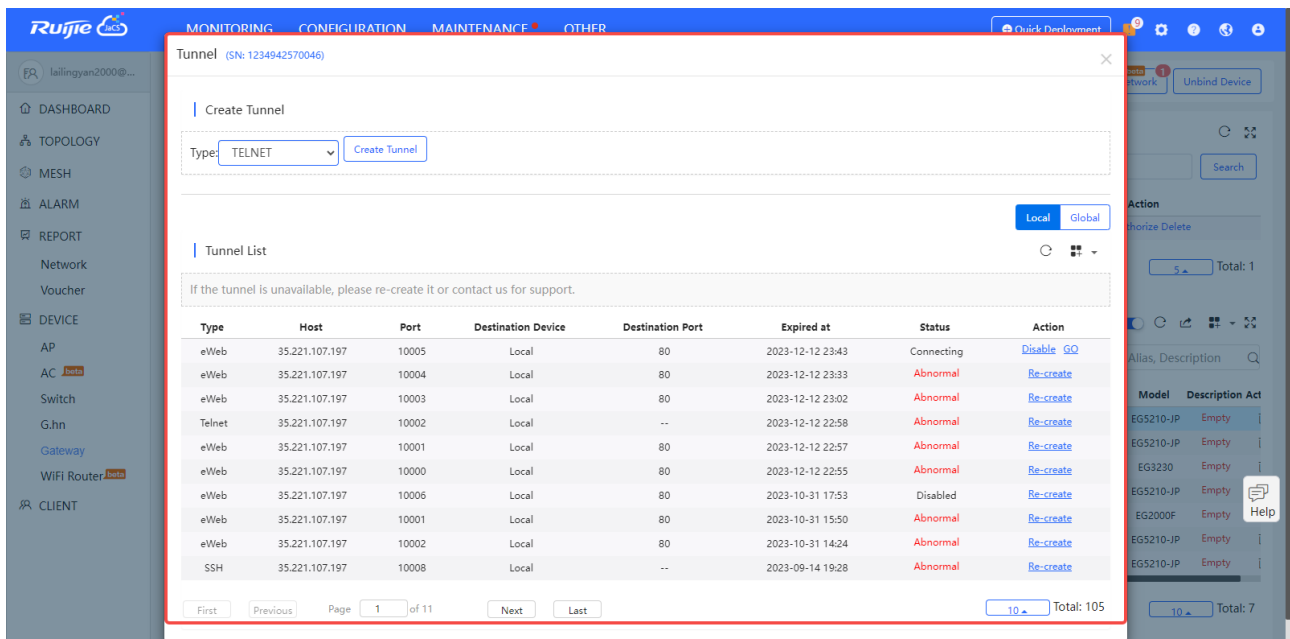 Ruijie JaCS MONITORING CONFIGURATION MAINTENANCE OTHER Quick Deployment 9
lailingyan2000@...
DASHBOARD
TOPOLOGY
MESH
ALARM
REPORT
Network
Voucher
DEVICE
AP
AC beta
Switch
G.hn
Gateway
WiFi Router beta
CLIENT
Tunnel (SN: 1234942570046)
Create Tunnel
Type: TELNET Create Tunnel
Local Global
Tunnel List
If the tunnel is unavailable, please re-create it or contact us for support.
Type Host Port Destination Device Destination Port Expired at Status Action
eWeb 35.221.107.197 10005 Local 80 2023-12-12 23:43 Connecting Disable GO
eWeb 35.221.107.197 10004 Local 80 2023-12-12 23:33 Abnormal Re-create
eWeb 35.221.107.197 10003 Local 80 2023-12-12 23:02 Abnormal Re-create
Telnet 35.221.107.197 10002 Local -- 2023-12-12 22:58 Abnormal Re-create
eWeb 35.221.107.197 10001 Local 80 2023-12-12 22:57 Abnormal Re-create
eWeb 35.221.107.197 10000 Local 80 2023-12-12 22:55 Abnormal Re-create
eWeb 35.221.107.197 10006 Local 80 2023-10-31 17:53 Disabled Re-create
eWeb 35.221.107.197 10001 Local 80 2023-10-31 15:50 Abnormal Re-create
eWeb 35.221.107.197 10002 Local 80 2023-10-31 14:24 Abnormal Re-create
SSH 35.221.107.197 10008 Local -- 2023-09-14 19:28 Abnormal Re-create
First Previous Page 1 of 11 Next Last 10 Total: 105
beta 1
etwork Unbind Device
Search
Action
thorize Delete
5 Total: 1
Alias, Description
Model Description Act
EG5210-JP Empty
EG5210-JP Empty
EG3230 Empty
EG5210-JP Empty
EG2000F Empty
EG5210-JP Empty
EG5210-JP Empty
Help
10 Total: 7